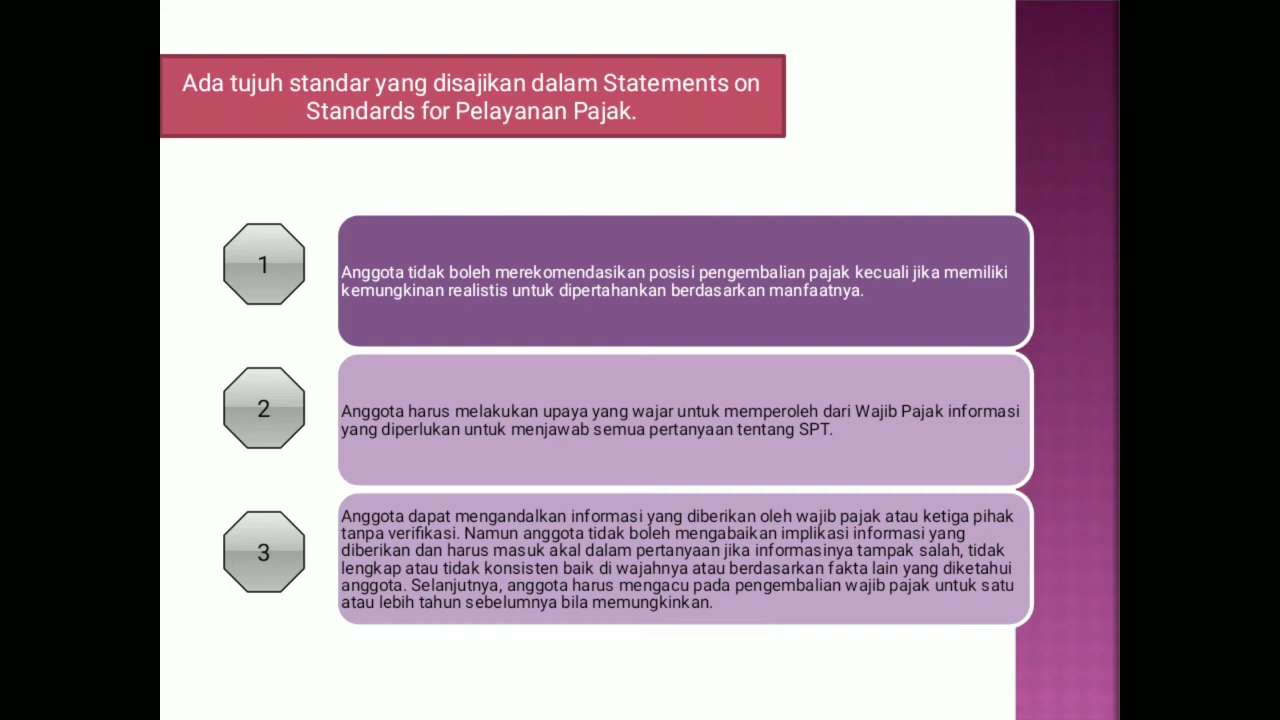 Ada tujuh standar yang disajikan dalam Statements on
Standards for Pelayanan Pajak.
1
Anggota tidak boleh merekomendasikan posisi pengembalian pajak kecuali jika memiliki
kemungkinan realistis untuk dipertahankan berdasarkan manfaatnya.
2
Anggota harus melakukan upaya yang wajar untuk memperoleh dari Wajib Pajak informasi
yang diperlukan untuk menjawab semua pertanyaan tentang SPT.
3
Anggota dapat mengandalkan informasi yang diberikan oleh wajib pajak atau ketiga pihak
tanpa verifikasi. Namun anggota tidak boleh mengabaikan implikasi informasi yang
diberikan dan harus masuk akal dalam pertanyaan jika informasinya tampak salah, tidak
lengkap atau tidak konsisten baik di wajahnya atau berdasarkan fakta lain yang diketahui
anggota. Selanjutnya, anggota harus mengacu pada pengembalian wajib pajak untuk satu
atau lebih tahun sebelumnya bila memungkinkan.